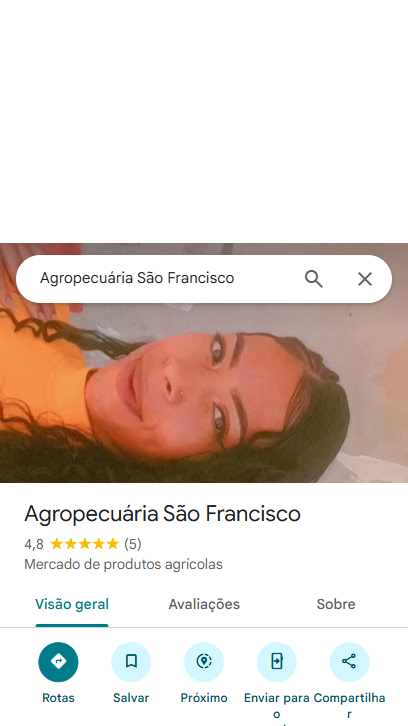 Agropecuária São Francisco
Agropecuária São Francisco
4,8 ★★★★★ (5)
Mercado de produtos agrícolas
Visão geral Avaliações Sobre
Rotas Salvar Próximo Enviar para o Compartilhar